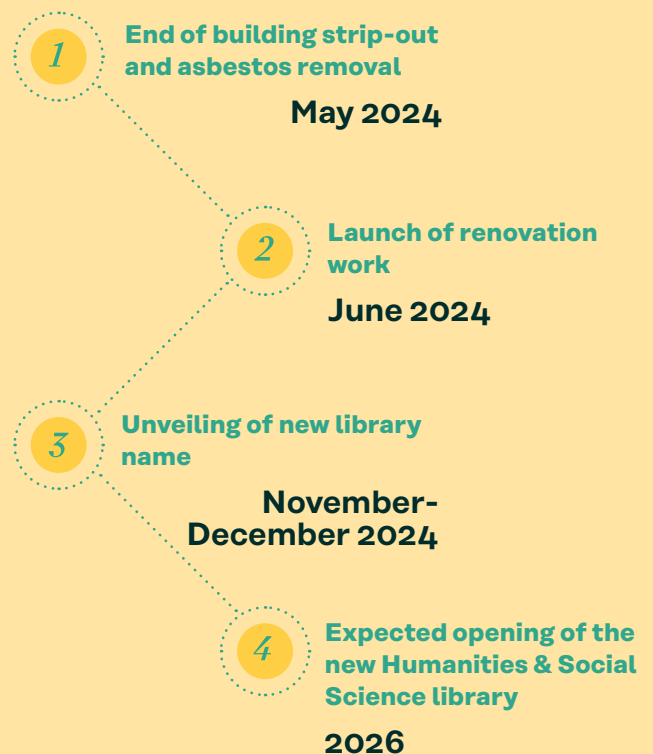 1
End of building strip-out
and asbestos removal
May 2024
2
Launch of renovation
work
June 2024
3
Unveiling of new library
name
November-
December 2024
4
Expected opening of the
new Humanities & Social
Science library
2026